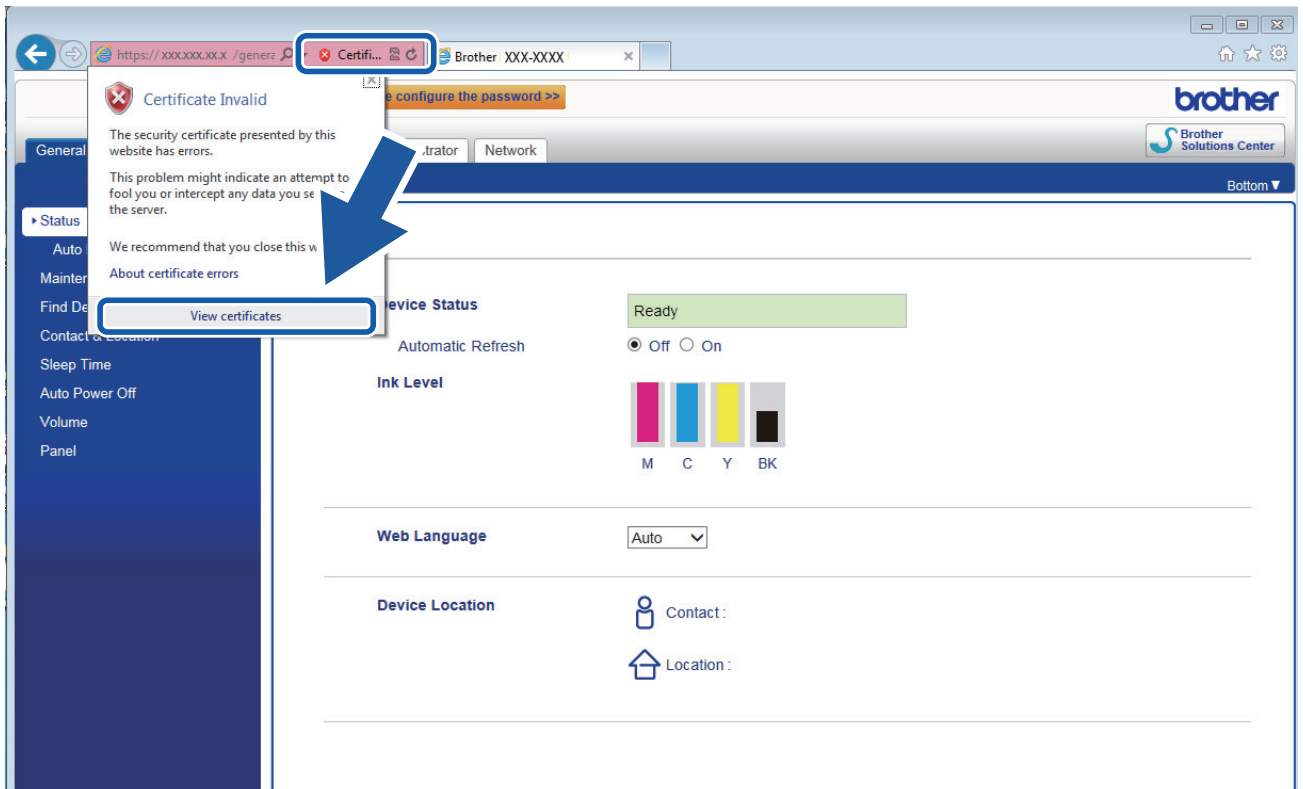 https:// xxx.xxx.xx.x /genera
Certifi...
Brother XXX-XXXX
Certificate Invalid
The security certificate presented by this
website has errors.
This problem might indicate an attempt to
fool you or intercept any data you
the server.
We recommend that you close this
About certificate errors
View certificates
configure the password >>
brother
Brother
Solutions Center
General
Network
Bottom▼
Status
Auto
Find
Contact & Location
Sleep Time
Auto Power Off
Volume
Panel
Device Status
Ready
Automatic Refresh
Off
On
Ink Level
M C Y BK
Web Language
Auto
Device Location
Contact :
Location :